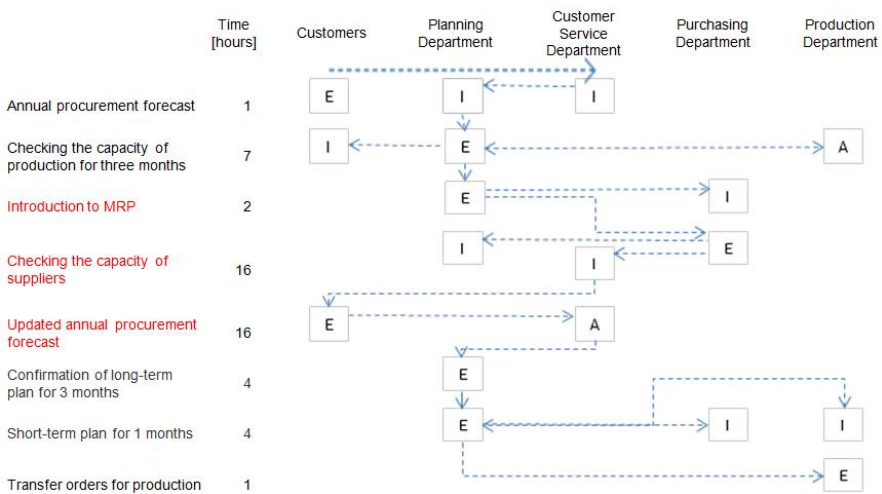 Time
[hours]
Customers
Planning
Department
Customer
Service
Department
Purchasing
Department
Production
Department
Annual procurement forecast 1 E I I
Checking the capacity of
production for three months 7 I E A
Introduction to MRP 2 E I
Checking the capacity of
suppliers 16 I I E
Updated annual procurement
forecast 16 E A
Confirmation of long-term
plan for 3 months 4 E
Short-term plan for 1 months 4 E I I
Transfer orders for production 1 E